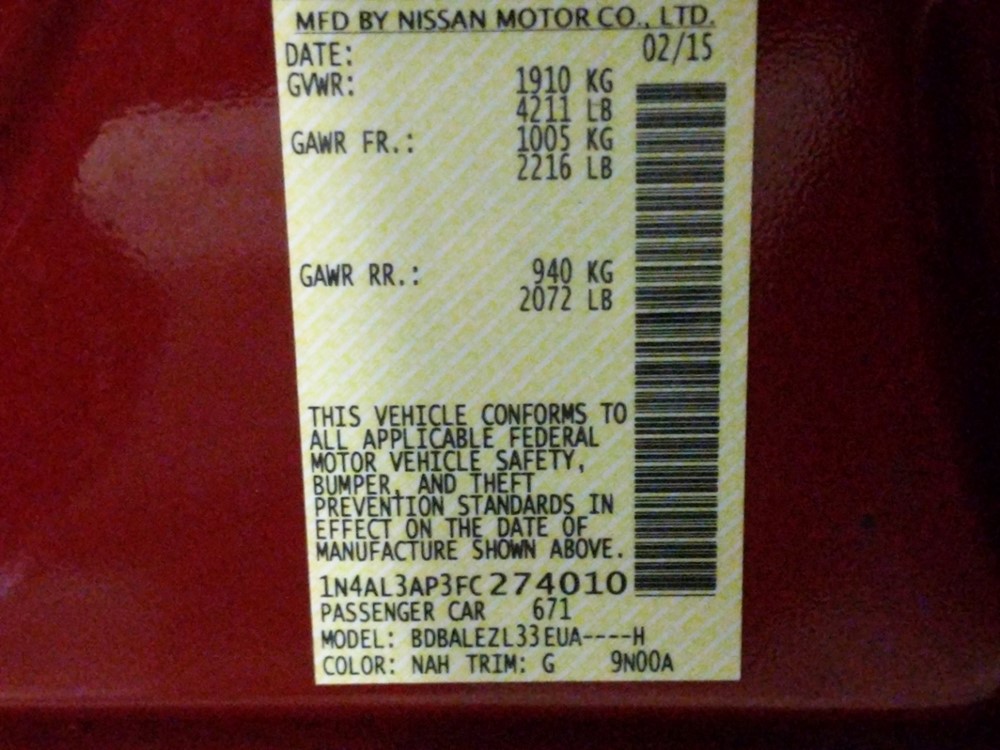 MFD BY NISSAN MOTOR CO., LTD.
DATE: 02/15
GVWR: 1910 KG
4211 LB
GAWR FR.: 1005 KG
2216 LB
GAWR RR.: 940 KG
2072 LB
THIS VEHICLE CONFORMS TO
ALL APPLICABLE FEDERAL
MOTOR VEHICLE SAFETY,
BUMPER, AND THEFT
PREVENTION STANDARDS IN
EFFECT ON THE DATE OF
MANUFACTURE SHOWN ABOVE.
1N4AL3AP3FC274010
PASSENGER CAR 671
MODEL: BDBALEZL33EUA----H
COLOR: NAH TRIM: G 9N00A